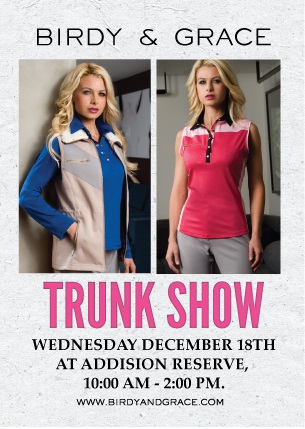 BIRDY & GRACE
TRUNK SHOW
WEDNESDAY DECEMBER 18TH
AT ADDISION RESERVE,
10:00 AM - 2:00 PM.
WWW.BIRDYANDGRACE.COM